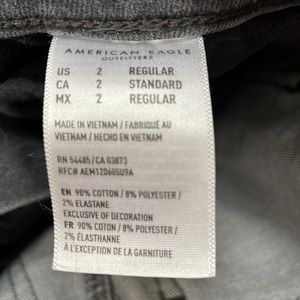 AMERICAN EAGLE
OUTFITTERS
US 2 REGULAR
CA 2 STANDARD
MX 2 REGULAR
MADE IN VIETNAM / FABRIQUÉ AU
VIETNAM / HECHO EN VIETNAM
RN 54485/CA 03873
RFC# AEM120605U9A
EN 90% COTTON / 8% POLYESTER /
2% ELASTANE
EXCLUSIVE OF DECORATION
FR 90% COTON / 8% POLYESTER /
2% ÉLASTHANNE
À L'EXCEPTION DE LA GARNITURE